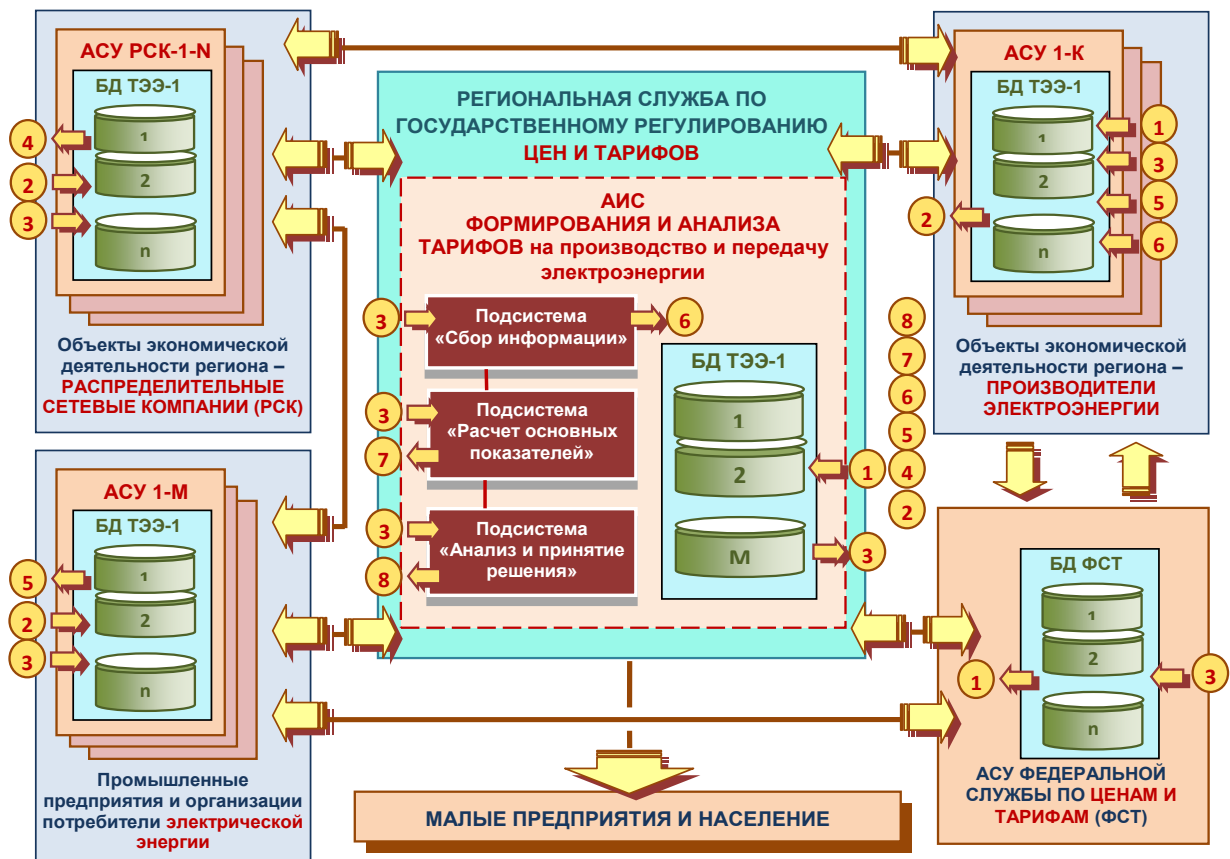 АСУ РСК-1-N
БД ТЭЭ-1
1
2
n
4
2
3
Объекты экономической
деятельности региона –
РАСПРЕДЕЛИТЕЛЬНЫЕ
СЕТЕВЫЕ КОМПАНИИ (РСК)
АСУ 1-М
БД ТЭЭ-1
1
2
n
5
2
3
Промышленные
предприятия и организации
потребители электрической
энергии
РЕГИОНАЛЬНАЯ СЛУЖБА ПО
ГОСУДАРСТВЕННОМУ РЕГУЛИРОВАНИЮ
ЦЕН И ТАРИФОВ
АИС
ФОРМИРОВАНИЯ И АНАЛИЗА
ТАРИФОВ на производство и передачу
электроэнергии
3
Подсистема
«Сбор информации»
6
3
Подсистема
«Расчет основных
показателей»
7
3
Подсистема
«Анализ и принятие
решения»
8
БД ТЭЭ-1
1
2
М
1
3
8
7
6
5
4
2
АСУ 1-К
БД ТЭЭ-1
1
2
n
2
1
3
5
6
Объекты экономической
деятельности региона –
ПРОИЗВОДИТЕЛИ
ЭЛЕКТРОЭНЕРГИИ
БД ФСТ
1
2
n
1
3
АСУ ФЕДЕРАЛЬНОЙ
СЛУЖБЫ ПО ЦЕНАМ И
ТАРИФАМ (ФСТ)
МАЛЫЕ ПРЕДПРИЯТИЯ И НАСЕЛЕНИЕ